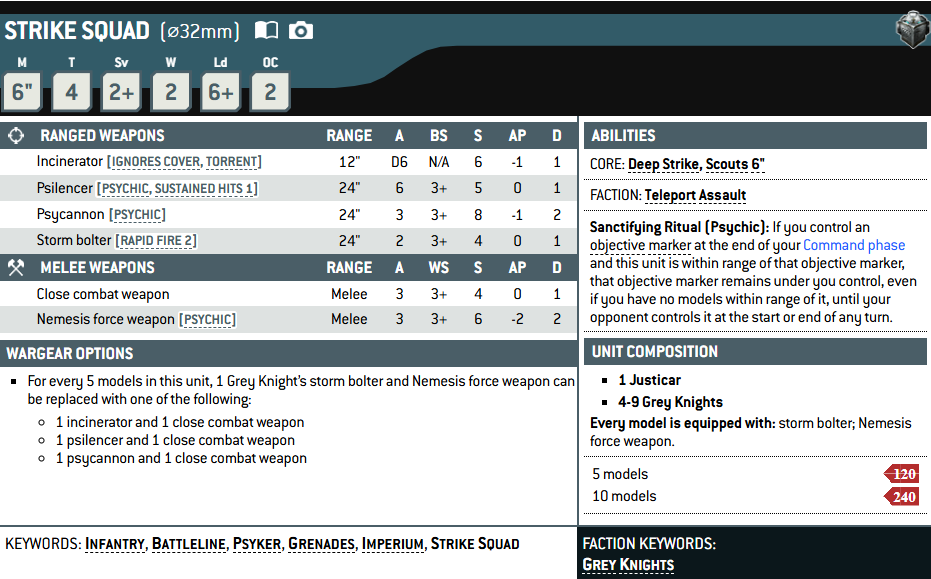 STRIKE SQUAD (⌀32mm)
M T Sv W Ld OC
6" 4 2+ 2 6+ 2
RANGED WEAPONS RANGE A BS S AP D
Incinerator [IGNORES COVER, TORRENT] 12" D6 N/A 6 -1 1
Psilencer [PSYCHIC, SUSTAINED HITS 1] 24" 6 3+ 5 0 1
Psycannon [PSYCHIC] 24" 3 3+ 8 -1 2
Storm bolter [RAPID FIRE 2] 24" 2 3+ 4 0 1
MELEE WEAPONS RANGE A WS S AP D
Close combat weapon Melee 3 3+ 4 0 1
Nemesis force weapon [PSYCHIC] Melee 3 3+ 6 -2 2
WARGEAR OPTIONS
▪ For every 5 models in this unit, 1 Grey Knight's storm bolter and Nemesis force weapon can
be replaced with one of the following:
◦ 1 incinerator and 1 close combat weapon
◦ 1 psilencer and 1 close combat weapon
◦ 1 psycannon and 1 close combat weapon
ABILITIES
CORE: Deep Strike, Scouts 6"
FACTION: Teleport Assault
Sanctifying Ritual (Psychic): If you control an
objective marker at the end of your Command phase
and this unit is within range of that objective marker,
that objective marker remains under you control, even
if you have no models within range of it, until your
opponent controls it at the start or end of any turn.
UNIT COMPOSITION
▪ 1 Justicar
▪ 4-9 Grey Knights
Every model is equipped with: storm bolter; Nemesis
force weapon.
5 models 120
10 models 240
KEYWORDS: INFANTRY, BATTLELINE, PSYKER, GRENADES, IMPERIUM, STRIKE SQUAD
FACTION KEYWORDS:
GREY KNIGHTS